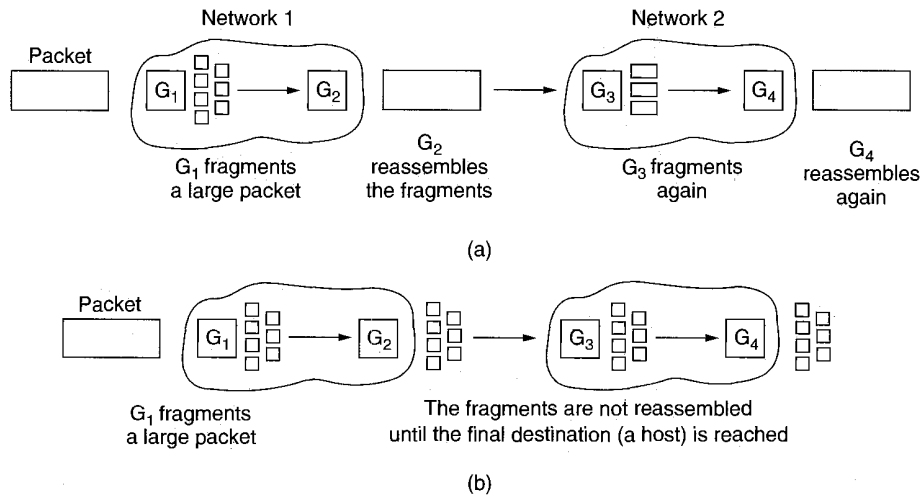 Network 1
Network 2
Packet
G₁
G₂
G₃
G₄
G₁ fragments
a large packet
G₂
reassembles
the fragments
G₃ fragments
again
G₄
reassembles
again
(a)
Packet
G₁
G₂
G₃
G₄
G₁ fragments
a large packet
The fragments are not reassembled
until the final destination (a host) is reached
(b)